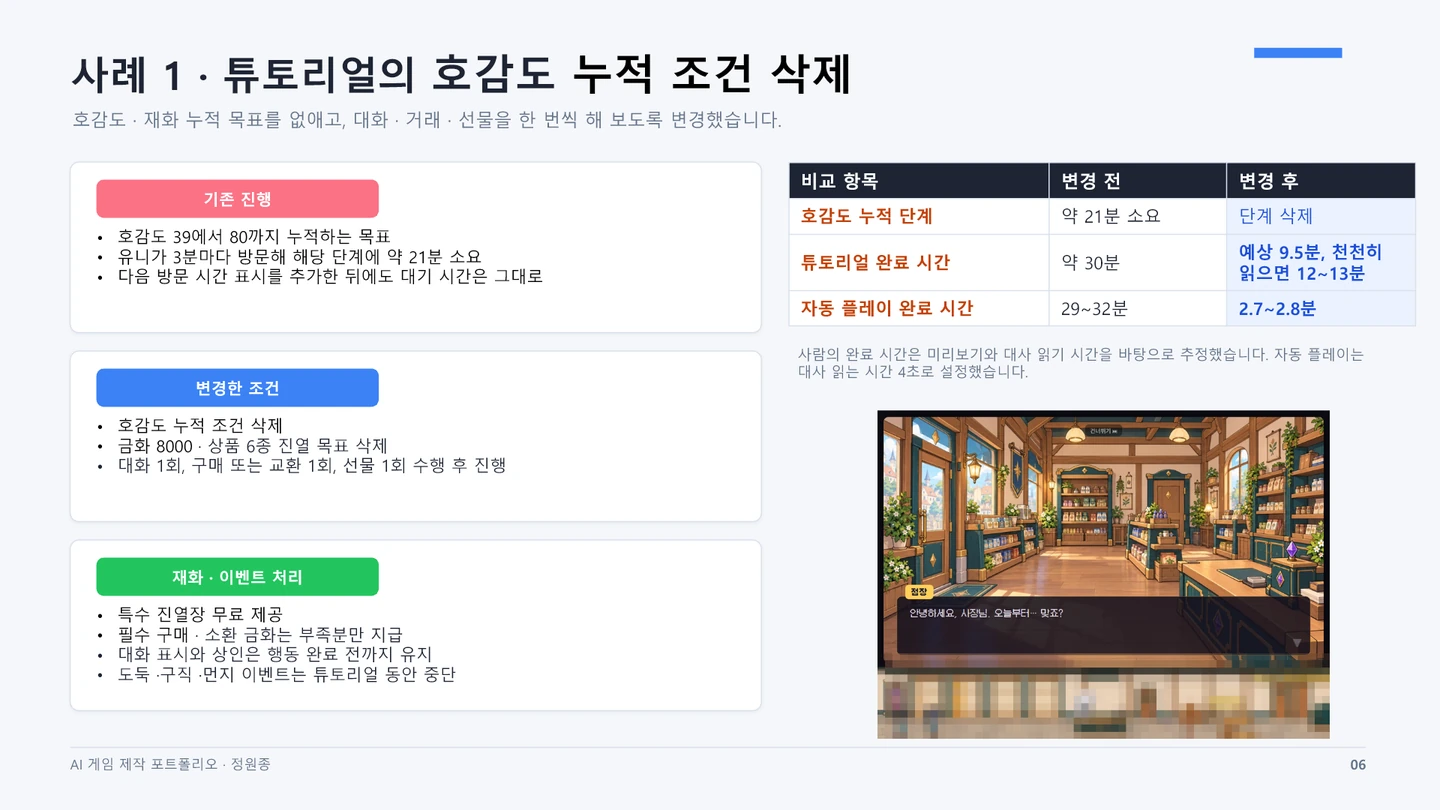 사례 1 · 튜토리얼의 호감도 누적 조건 삭제
호감도 · 재화 누적 목표를 없애고, 대화 · 거래 · 선물을 한 번씩 해 보도록 변경했습니다.
기존 진행
• 호감도 39에서 80까지 누적하는 목표
• 유니가 3분마다 방문해 해당 단계에 약 21분 소요
• 다음 방문 시간 표시를 추가한 뒤에도 대기 시간은 그대로
변경한 조건
• 호감도 누적 조건 삭제
• 금화 8000 · 상품 6종 진열 목표 삭제
• 대화 1회, 구매 또는 교환 1회, 선물 1회 수행 후 진행
재화 · 이벤트 처리
• 특수 진열장 무료 제공
• 필수 구매 · 소환 금화는 부족분만 지급
• 대화 표시와 상인은 행동 완료 전까지 유지
• 도둑 ·구직 ·먼지 이벤트는 튜토리얼 동안 중단
비교 항목 변경 전 변경 후
호감도 누적 단계 약 21분 소요 단계 삭제
튜토리얼 완료 시간 약 30분 예상 9.5분, 천천히
읽으면 12~13분
자동 플레이 완료 시간 29~32분 2.7~2.8분
사람의 완료 시간은 미리보기와 대사 읽기 시간을 바탕으로 추정했습니다. 자동 플레이는
대사 읽는 시간 4초로 설정했습니다.
건너뛰기
점장
안녕하세요, 사장님. 오늘부터… 맞죠?
AI 게임 제작 포트폴리오 · 정원종
06